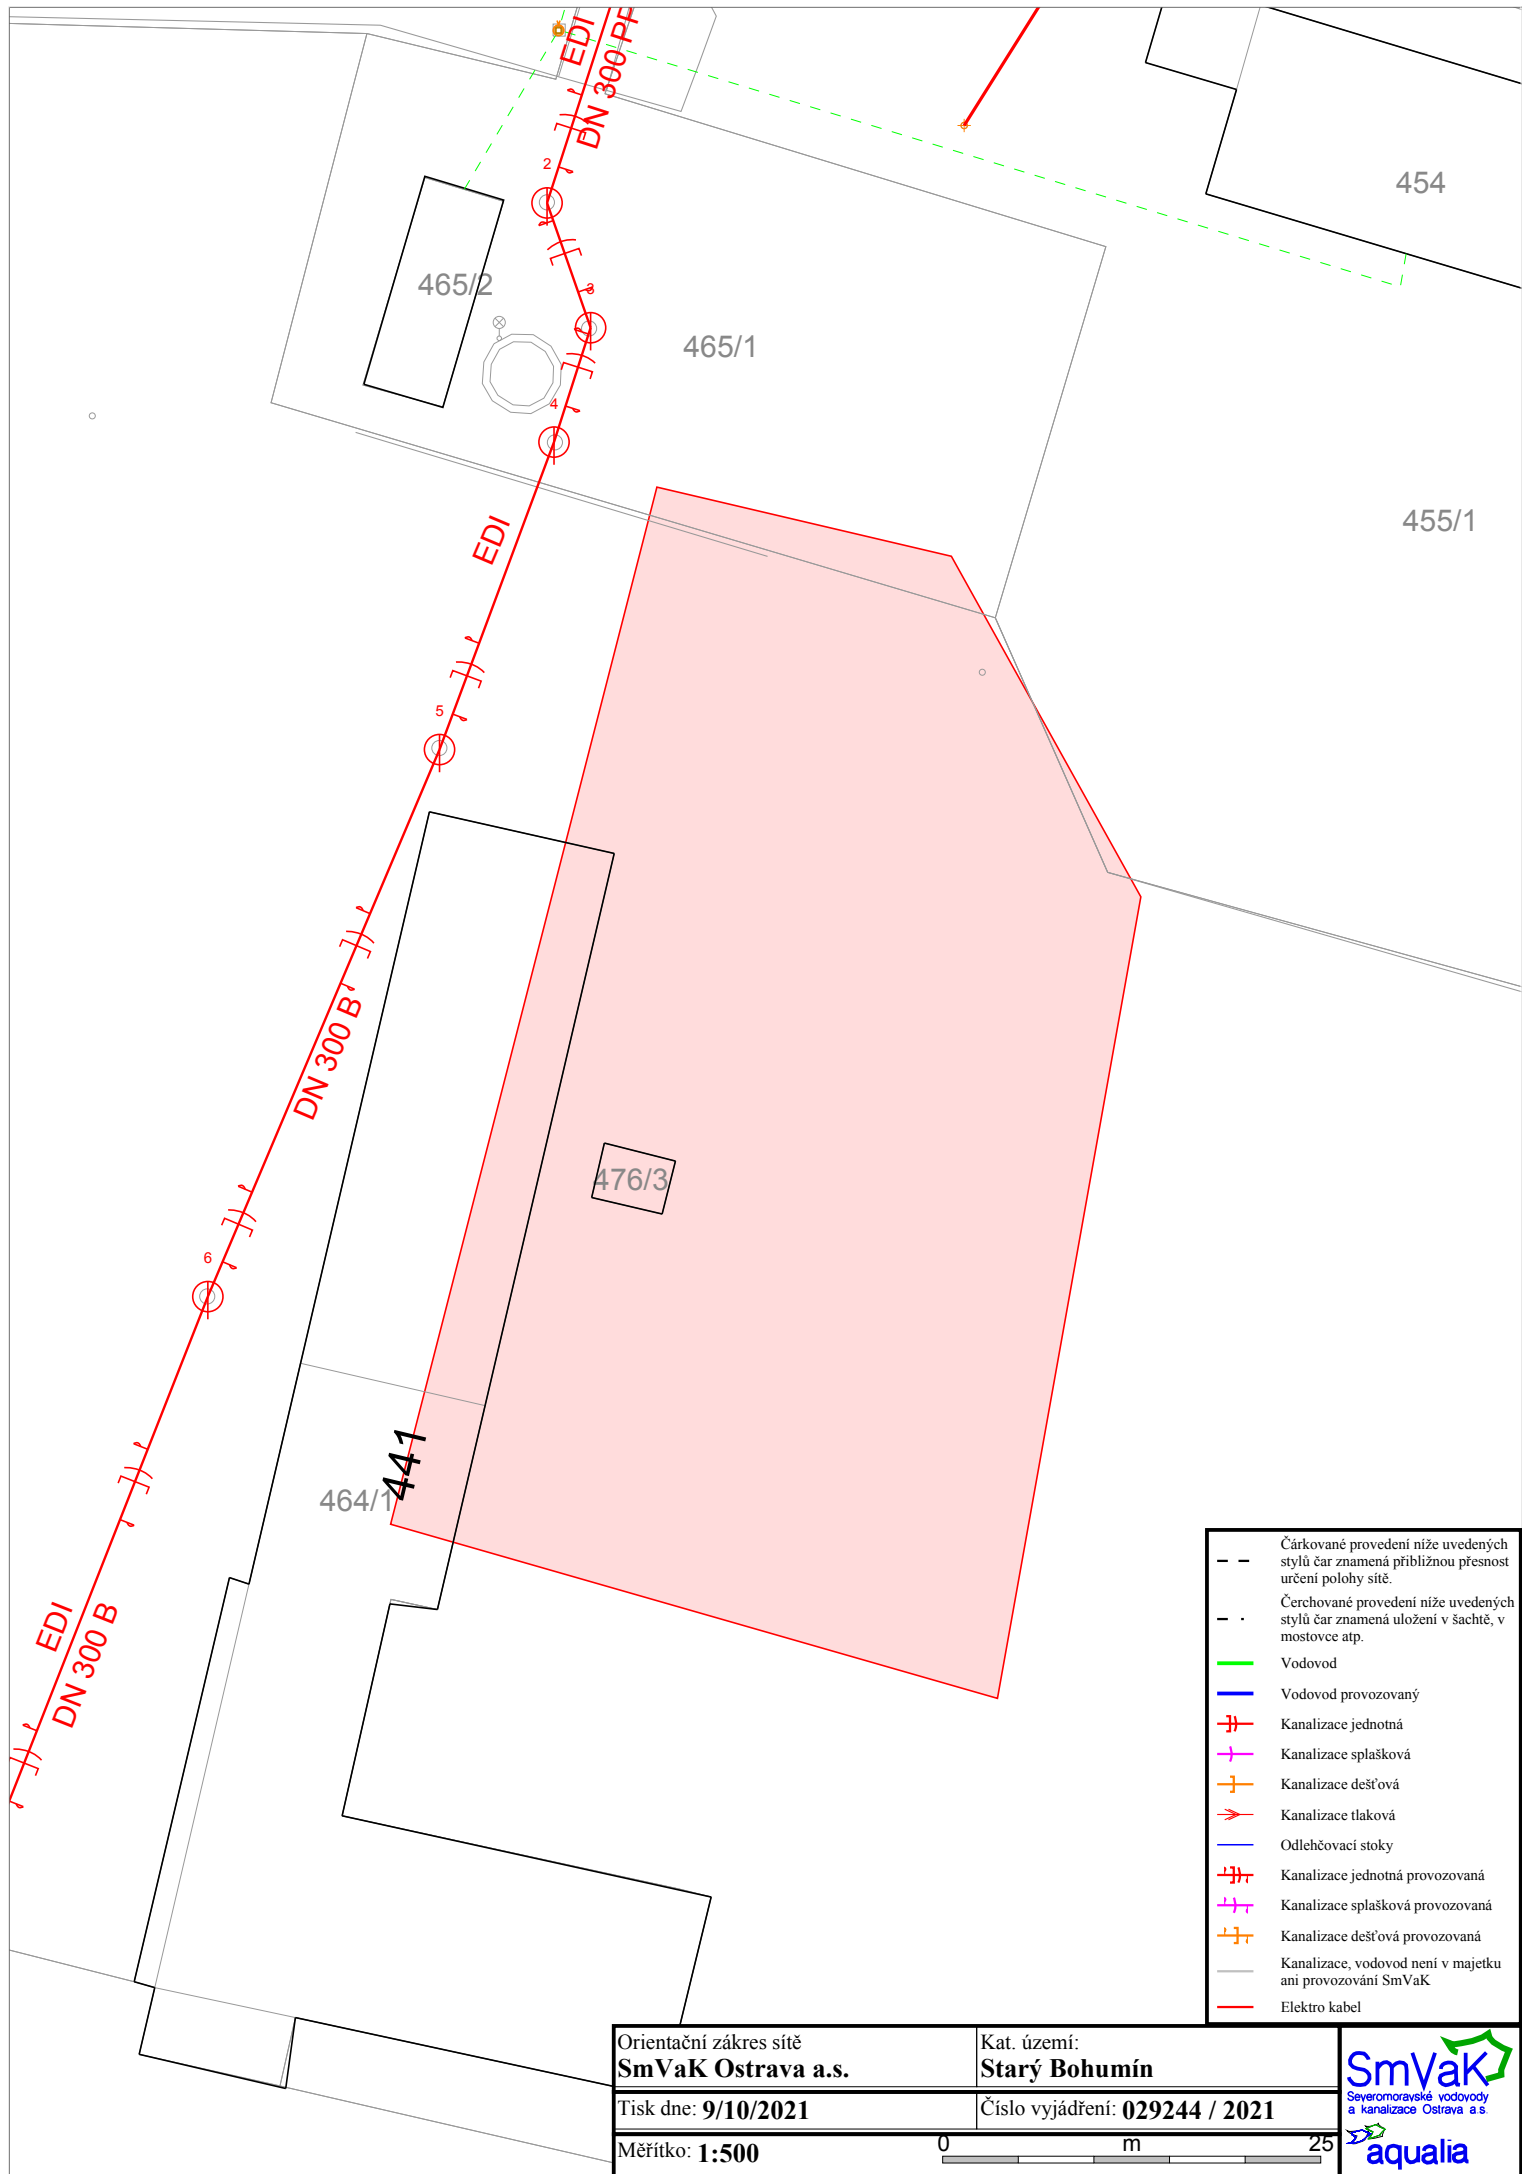 EDI
DN 300 PP
2
454
465/2
3
465/1
4
455/1
EDI
5
DN 300 B
476/3
6
441
464/1
EDI
DN 300 B
Čárkované provedení níže uvedených
stylů čar znamená přibližnou přesnost
určení polohy sítě.
Čerchované provedení níže uvedených
stylů čar znamená uložení v šachtě, v
mostovce atp.
Vodovod
Vodovod provozovaný
Kanalizace jednotná
Kanalizace splašková
Kanalizace dešťová
Kanalizace tlaková
Odlehčovací stoky
Kanalizace jednotná provozovaná
Kanalizace splašková provozovaná
Kanalizace dešťová provozovaná
Kanalizace, vodovod není v majetku
ani provozování SmVaK
Elektro kabel
Orientační zákres sítě
SmVaK Ostrava a.s.
Kat. území:
Starý Bohumín
Tisk dne: 9/10/2021
Číslo vyjádření: 029244 / 2021
Měřítko: 1:500
0 m 25
SmVaK
Severomoravské vodovody
a kanalizace Ostrava a.s.
aqualia